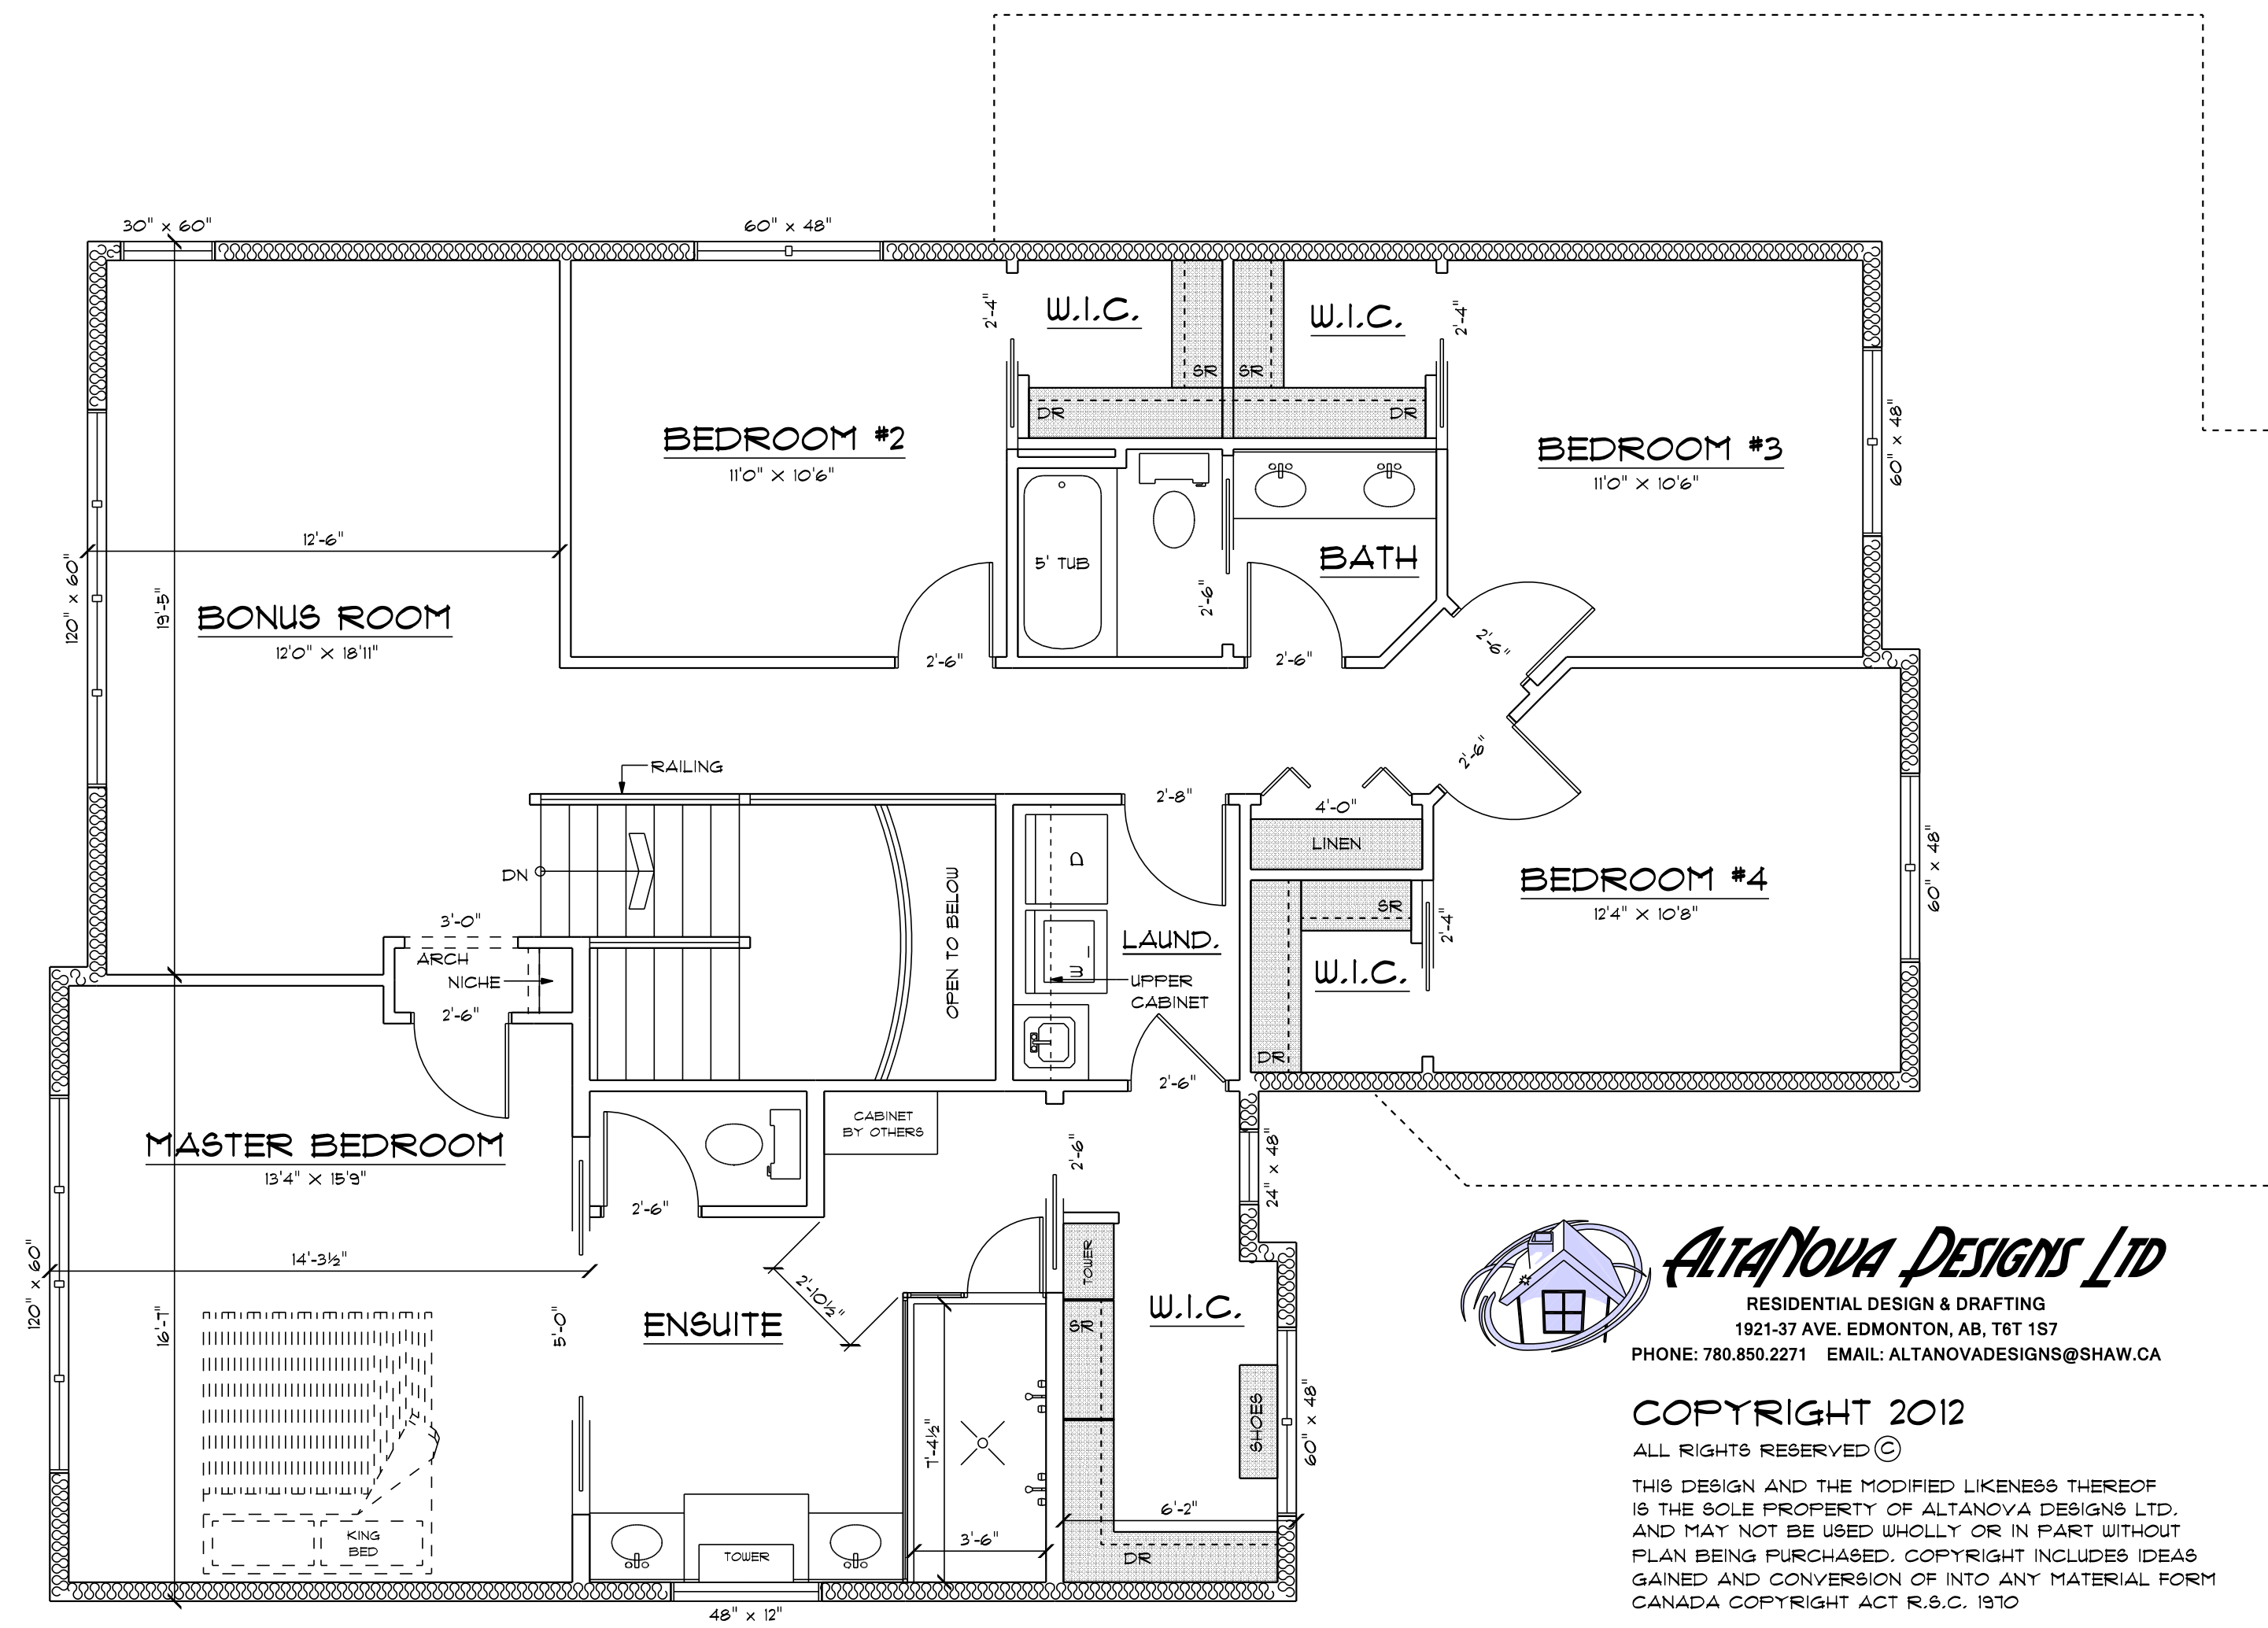 30" x 60"
60" x 48"
2'-4"
W.I.C.
W.I.C.
2'-4"
SR
SR
DR
DR
BEDROOM #2
11'0" X 10'6"
BEDROOM #3
11'0" X 10'6"
60" x 48"
12'-6"
120" x 60"
19'-5"
BONUS ROOM
12'0" X 18'11"
5' TUB
BATH
2'-6"
2'-6"
2'-6"
2'-6"
2'-6"
RAILING
2'-8"
4'-0"
LINEN
D
DN
OPEN TO BELOW
BEDROOM #4
12'4" X 10'8"
60" x 48"
SR
2'-4"
3'-0"
ARCH
NICHE
2'-6"
LAUND.
W
UPPER
CABINET
W.I.C.
DR
2'-6"
CABINET
BY OTHERS
MASTER BEDROOM
13'4" X 15'9"
2'-6"
2'-6"
24" x 48"
120" x 60"
14'-3½"
16'-7"
5'-0"
ENSUITE
2'-10½"
TOWER
SR
W.I.C.
SHOES
60" x 48"
7'-4½"
3'-6"
6'-2"
DR
KING
BED
TOWER
48" x 12"
ALTANOVA DESIGNS LTD
RESIDENTIAL DESIGN & DRAFTING
1921-37 AVE. EDMONTON, AB, T6T 1S7
PHONE: 780.850.2271 EMAIL: ALTANOVADESIGNS@SHAW.CA
COPYRIGHT 2012
ALL RIGHTS RESERVED ©
THIS DESIGN AND THE MODIFIED LIKENESS THEREOF
IS THE SOLE PROPERTY OF ALTANOVA DESIGNS LTD.
AND MAY NOT BE USED WHOLLY OR IN PART WITHOUT
PLAN BEING PURCHASED. COPYRIGHT INCLUDES IDEAS
GAINED AND CONVERSION OF INTO ANY MATERIAL FORM
CANADA COPYRIGHT ACT R.S.C. 1970